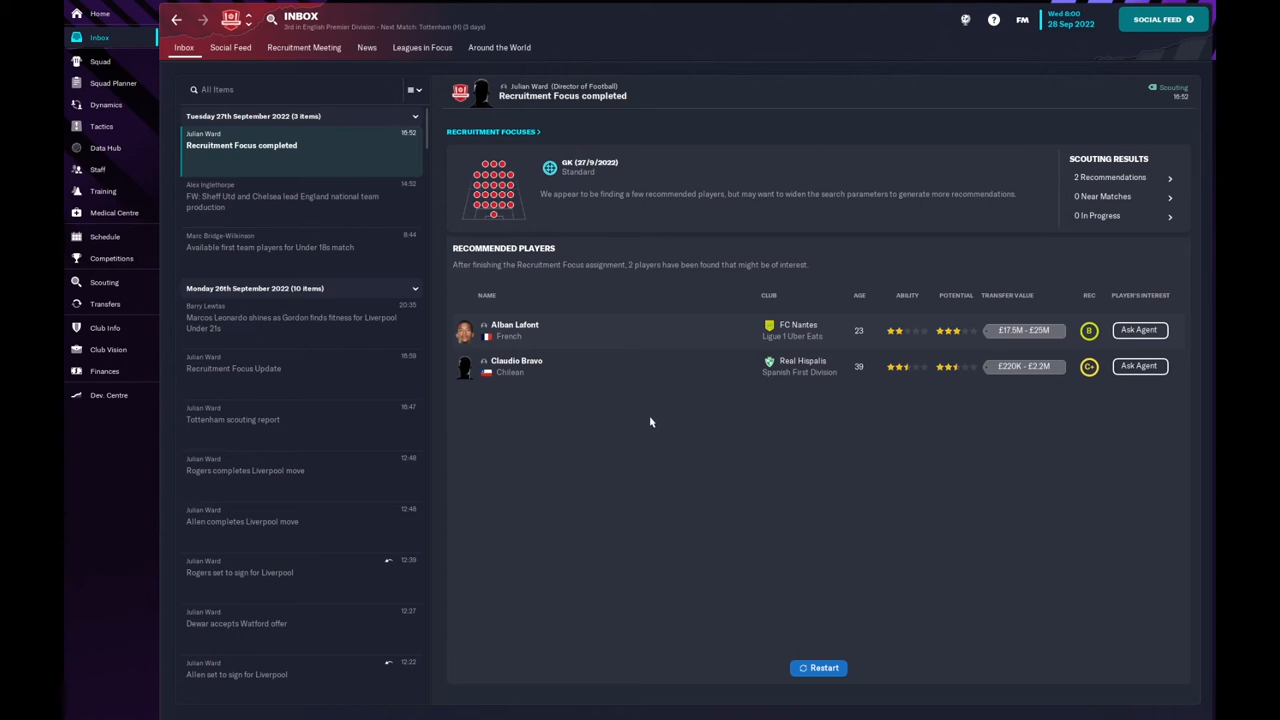 Home
Inbox
Squad
Squad Planner
Dynamics
Tactics
Data Hub
Staff
Training
Medical Centre
Schedule
Competitions
Scouting
Transfers
Club Info
Club Vision
Finances
Dev. Centre
INBOX
3rd in English Premier Division - Next Match: Tottenham (H) (3 days)
FM
Wed 8:00
28 Sep 2022
SOCIAL FEED
Inbox
Social Feed
Recruitment Meeting
News
Leagues in Focus
Around the World
All Items
Tuesday 27th September 2022 (3 items)
Julian Ward 16:52
Recruitment Focus completed
Alex Inglethorpe 14:52
FW: Sheff Utd and Chelsea lead England national team
production
Marc Bridge-Wilkinson 8:44
Available first team players for Under 18s match
Monday 26th September 2022 (10 items)
Barry Lewtas 20:35
Marcos Leonardo shines as Gordon finds fitness for Liverpool
Under 21s
Julian Ward 16:59
Recruitment Focus Update
Julian Ward 16:47
Tottenham scouting report
Julian Ward 12:48
Rogers completes Liverpool move
Julian Ward 12:48
Allen completes Liverpool move
Julian Ward 12:39
Rogers set to sign for Liverpool
Julian Ward 12:27
Dewar accepts Watford offer
Julian Ward 12:22
Allen set to sign for Liverpool
Julian Ward (Director of Football)
Recruitment Focus completed
Scouting
16:52
RECRUITMENT FOCUSES >
GK (27/9/2022)
Standard
We appear to be finding a few recommended players, but may want to widen the search parameters to generate more recommendations.
SCOUTING RESULTS
2 Recommendations
0 Near Matches
0 In Progress
RECOMMENDED PLAYERS
After finishing the Recruitment Focus assignment, 2 players have been found that might be of interest.
NAME CLUB AGE ABILITY POTENTIAL TRANSFER VALUE REC PLAYER'S INTEREST
Alban Lafont FC Nantes 23 £17.5M - £25M B Ask Agent
French Ligue 1 Uber Eats
Claudio Bravo Real Hispalis 39 £220K - £2.2M C+ Ask Agent
Chilean Spanish First Division
Restart